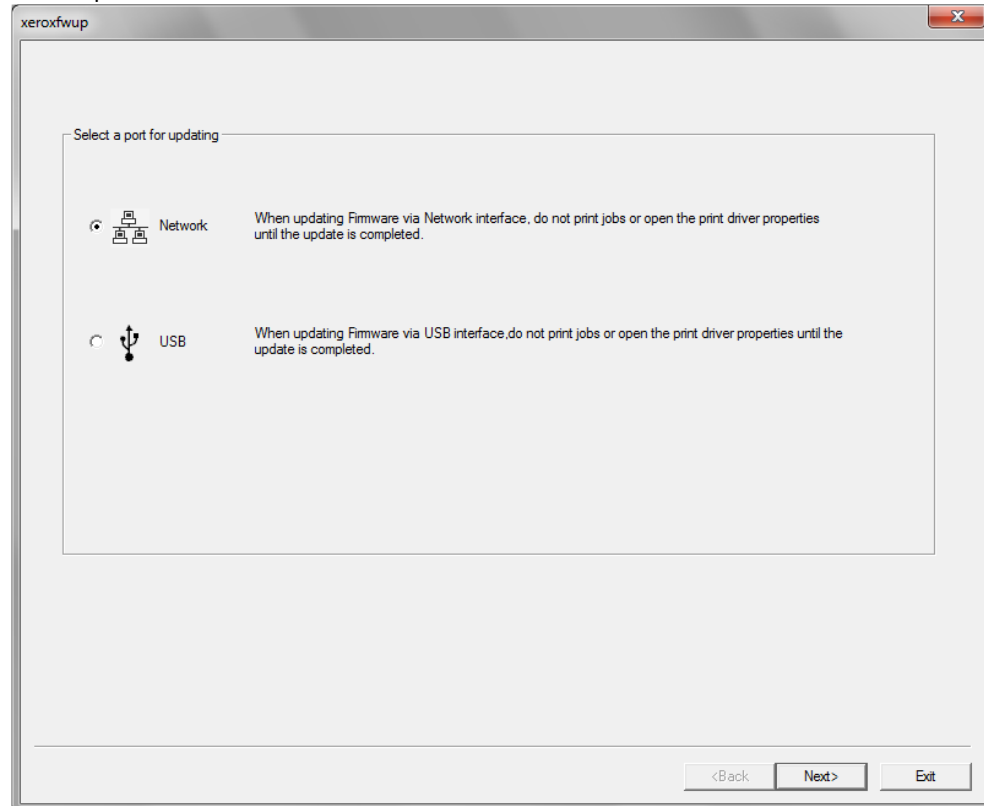 xeroxfwup
Select a port for updating
Network
When updating Firmware via Network interface, do not print jobs or open the print driver properties
until the update is completed.
USB
When updating Firmware via USB interface,do not print jobs or open the print driver properties until the
update is completed.
<Back
Next>
Exit